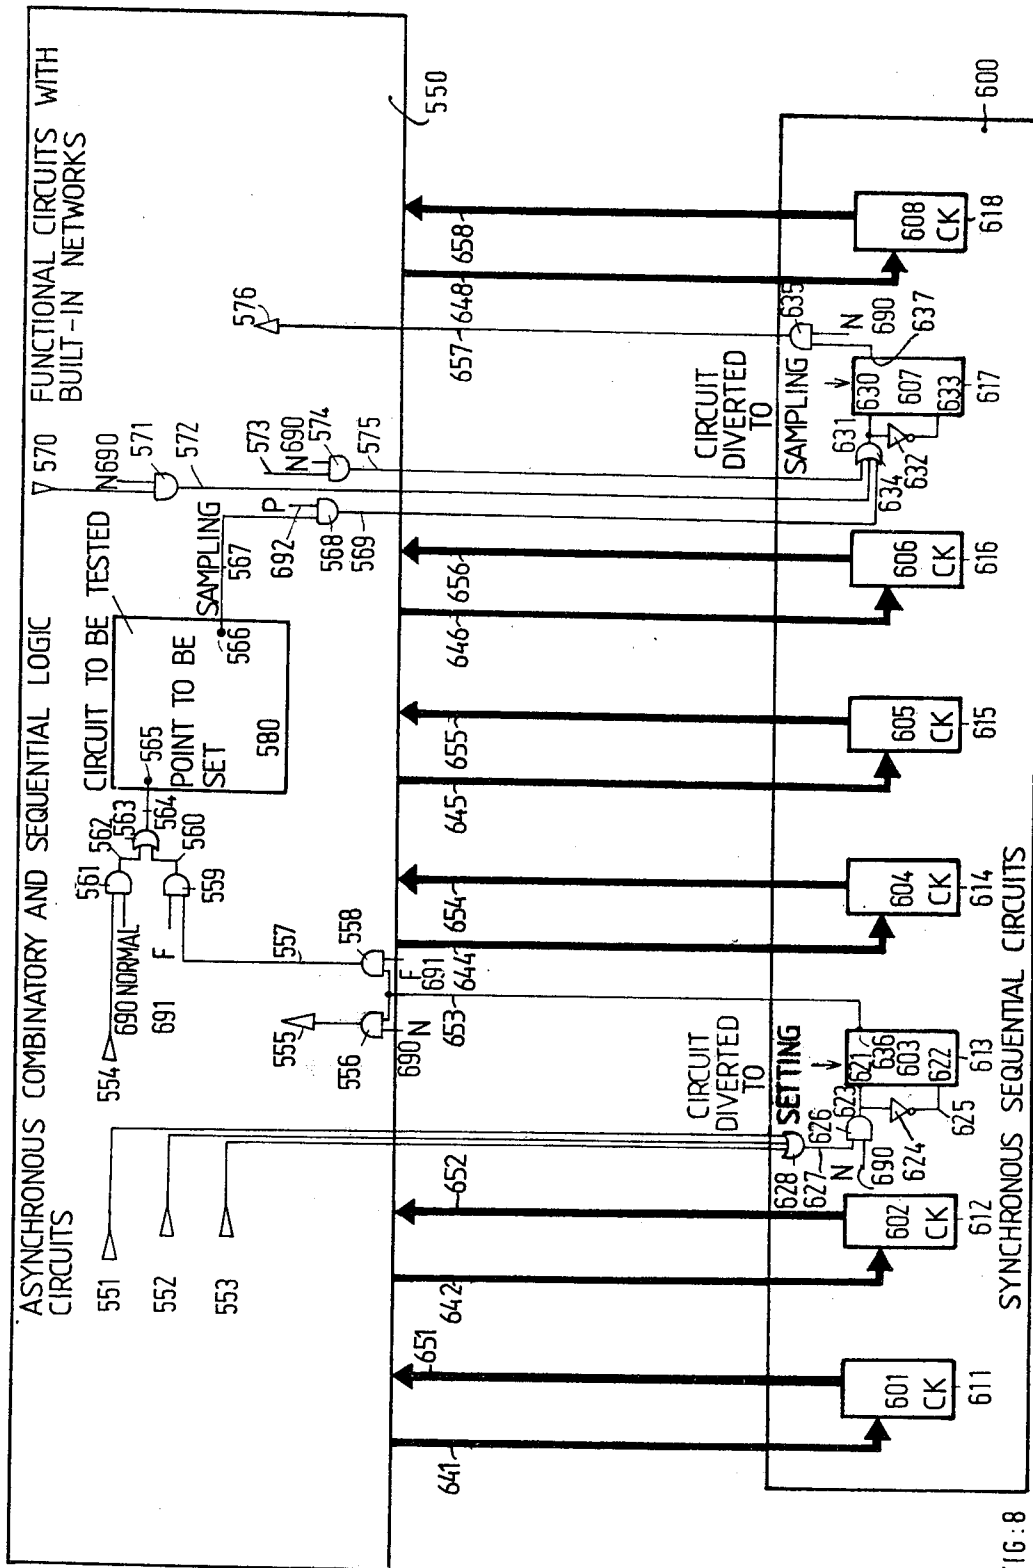 ASYNCHRONOUS COMBINATORY AND SEQUENTIAL LOGIC
CIRCUITS
FUNCTIONAL CIRCUITS WITH
BUILT-IN NETWORKS
550
551
552
553
554
555
556
690
N
557
558
F
691
690 NORMAL
691
F
561
562
563
564
560
559
CIRCUIT TO BE TESTED
565
POINT TO BE
SET
580
566
SAMPLING
567
P
692
568
569
570
N690
571
572
573
N690
574
575
576
641
651
642
652
653
644
654
645
655
646
656
657
648
658
CIRCUIT
DIVERTED
TO
SETTING
628
627
626
N
690
623
621
636
603
622
624
625
613
601
CK
611
602
CK
612
604
CK
614
605
CK
615
606
CK
616
CIRCUIT
DIVERTED
TO
SAMPLING
631
634
632
630
607
633
617
635
N
690
637
608
CK
618
600
SYNCHRONOUS SEQUENTIAL CIRCUITS
FIG:8